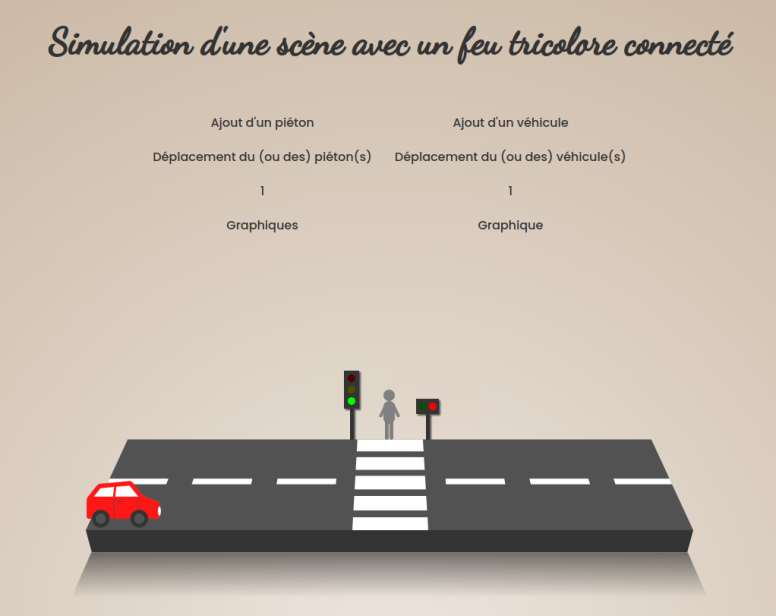 Simulation d'une scène avec un feu tricolore connecté
Ajout d'un piéton
Ajout d'un véhicule
Déplacement du (ou des) piéton(s)
Déplacement du (ou des) véhicule(s)
1
1
Graphiques
Graphique